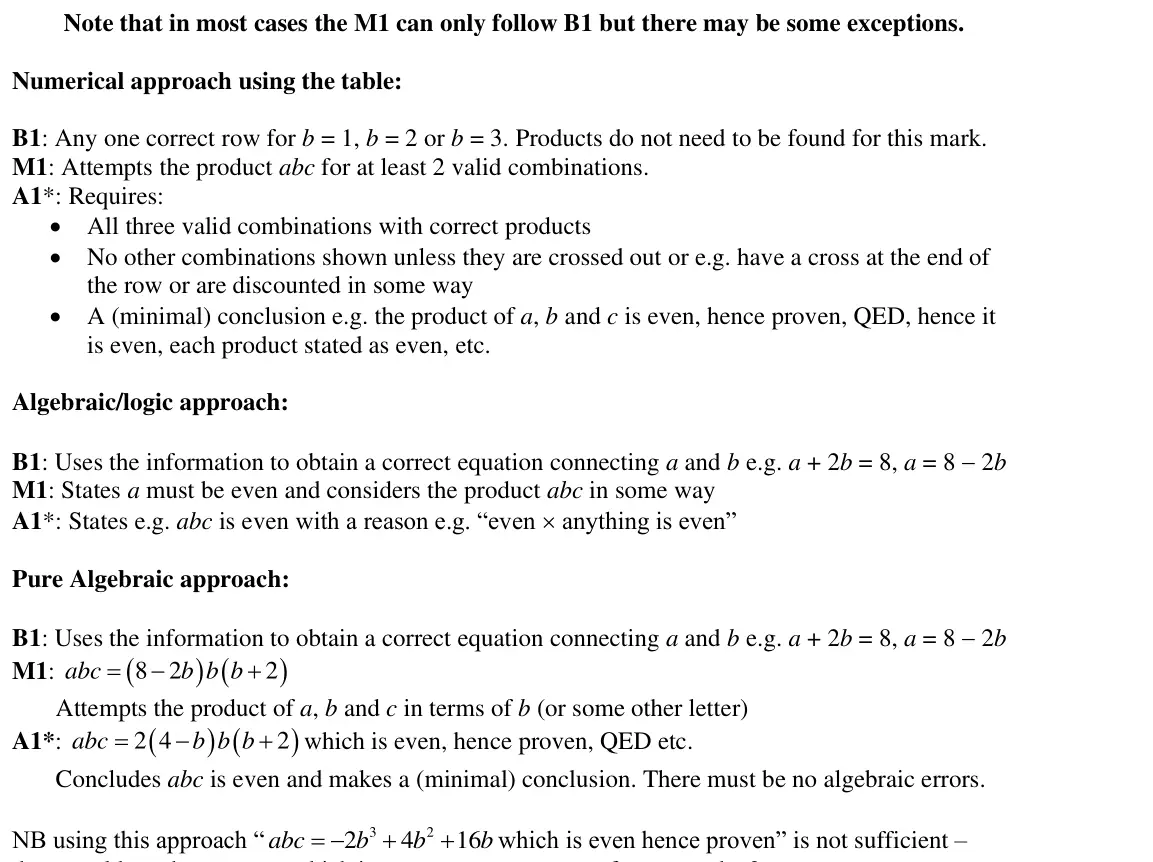 Note that in most cases the M1 can only follow B1 but there may be some exceptions.
Numerical approach using the table:
B1: Any one correct row for b = 1, b = 2 or b = 3. Products do not need to be found for this mark.
M1: Attempts the product abc for at least 2 valid combinations.
A1*: Requires:
• All three valid combinations with correct products
• No other combinations shown unless they are crossed out or e.g. have a cross at the end of
the row or are discounted in some way
• A (minimal) conclusion e.g. the product of a, b and c is even, hence proven, QED, hence it
is even, each product stated as even, etc.
Algebraic/logic approach:
B1: Uses the information to obtain a correct equation connecting a and b e.g. a + 2b = 8, a = 8 – 2b
M1: States a must be even and considers the product abc in some way
A1*: States e.g. abc is even with a reason e.g. “even × anything is even”
Pure Algebraic approach:
B1: Uses the information to obtain a correct equation connecting a and b e.g. a + 2b = 8, a = 8 – 2b
M1: abc = (8 − 2b)b(b + 2)
Attempts the product of a, b and c in terms of b (or some other letter)
A1*: abc = 2(4 − b)b(b + 2) which is even, hence proven, QED etc.
Concludes abc is even and makes a (minimal) conclusion. There must be no algebraic errors.
NB using this approach “abc = −2b³ + 4b² + 16b which is even hence proven” is not sufficient –